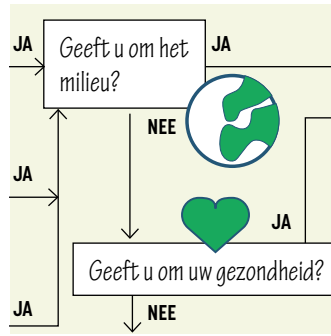 JA
Geeft u om het
milieu?
JA
NEE
JA
JA
Geeft u om uw gezondheid?
JA
NEE